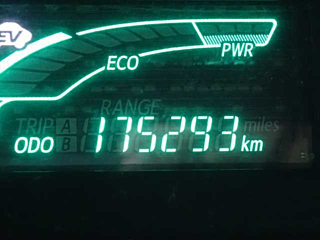 EV
ECO PWR
RANGE
TRIP A miles
ODO B 175293 km